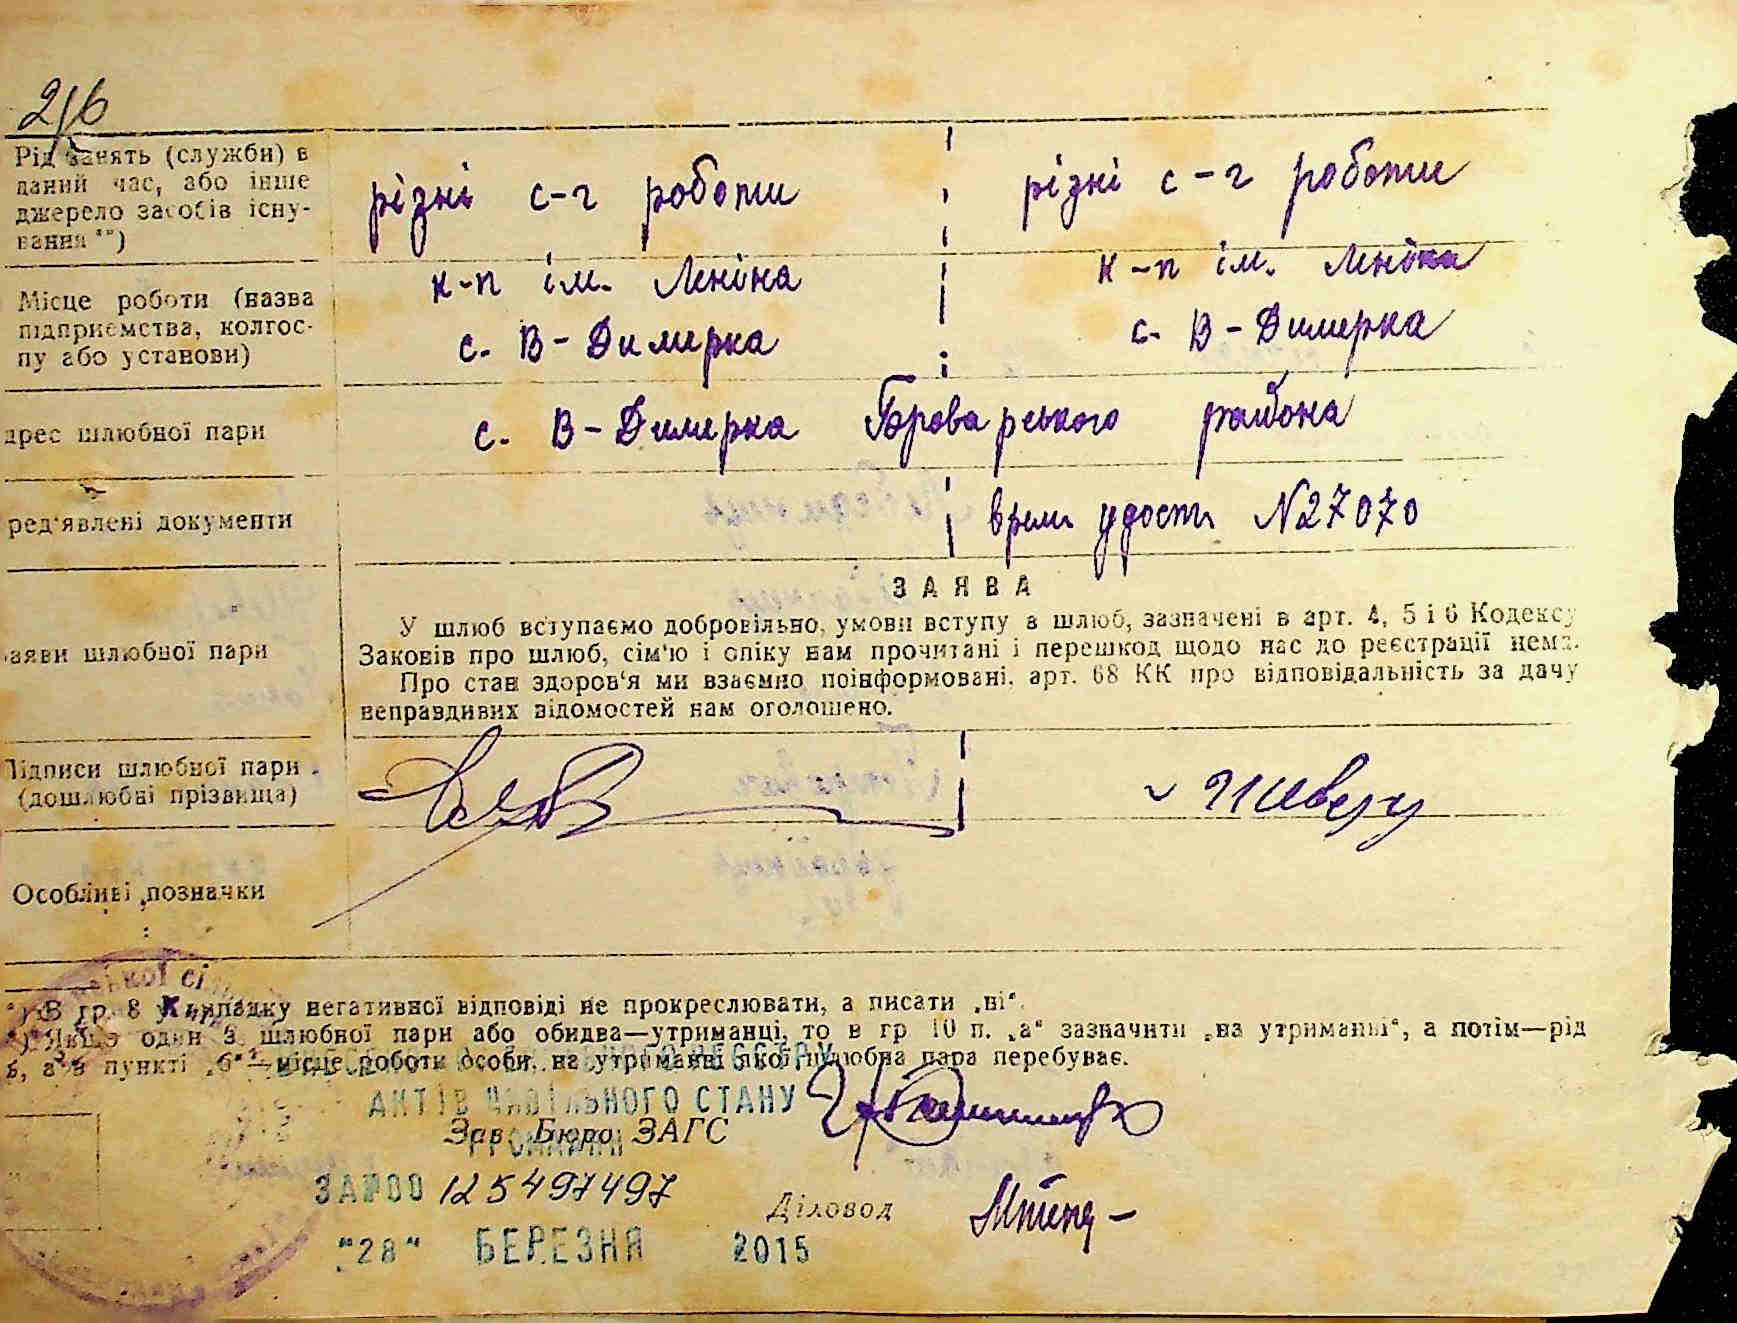 216
Рід занять (служби) в
даний час, або інше
джерело засобів існу-
вання **)
різні с-г роботи
різні с-г роботи
Місце роботи (назва
підприємства, колгос-
пу або установи)
к-п ім. Леніна
с. В-Димерка
к-п ім. Леніна
с. В-Димерка
дрес шлюбної пари
с. В-Димерка Броварського района
ред'явлені документи
врем удости N27070
аяви шлюбної пари
ЗАЯВА
У шлюб вступаємо добровільно, умови вступу в шлюб, зазначені в арт. 4, 5 і 6 Кодексу
Законів про шлюб, сім'ю і опіку нам прочитані і перешкод щодо нас до реєстрації нема.
Про стан здоров'я ми взаємно поінформовані, арт. 68 КК про відповідальність за дачу
неправдивих відомостей нам оголошено.
Підписи шлюбної пари
(дошлюбні прізвища)
Особливі позначки
*) В гр. 8 у випадку негативної відповіді не прокреслювати, а писати „ні“.
) Якщо один з шлюбної пари або обидва—утриманці, то в гр 10 п. „а“ зазначити „на утриманні“, а потім—рід
, а в пункті „б“—місце роботи особи, на утриманні якої шлюбна пара перебуває.
АКТІВ ЦИВІЛЬНОГО СТАНУ
ГРОМАДЯН
Зав. Бюро ЗАГС
ЗА №00 125497497
Діловод
"28" БЕРЕЗНЯ 2015